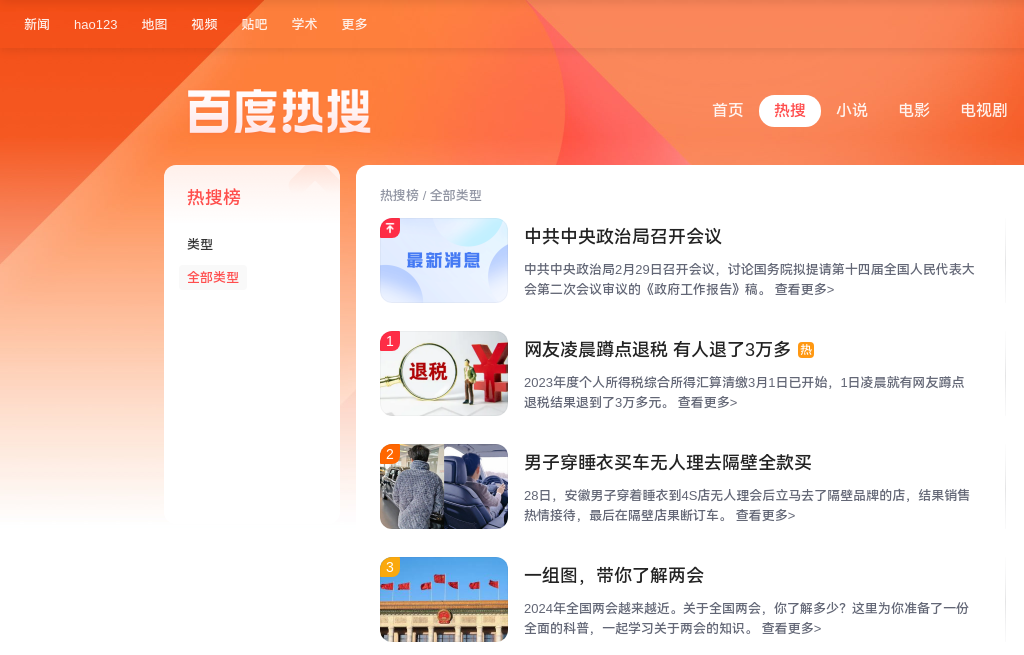 新闻 hao123 地图 视频 贴吧 学术 更多
百度热搜
首页 热搜 小说 电影 电视剧
热搜榜
类型
全部类型
热搜榜 / 全部类型
最新消息
中共中央政治局召开会议
中共中央政治局2月29日召开会议，讨论国务院拟提请第十四届全国人民代表大
会第二次会议审议的《政府工作报告》稿。 查看更多>
1
退税
网友凌晨蹲点退税 有人退了3万多 热
2023年度个人所得税综合所得汇算清缴3月1日已开始，1日凌晨就有网友蹲点
退税结果退到了3万多元。 查看更多>
2
男子穿睡衣买车无人理去隔壁全款买
28日，安徽男子穿着睡衣到4S店无人理会后立马去了隔壁品牌的店，结果销售
热情接待，最后在隔壁店果断订车。 查看更多>
3
一组图，带你了解两会
2024年全国两会越来越近。关于全国两会，你了解多少？这里为你准备了一份
全面的科普，一起学习关于两会的知识。 查看更多>